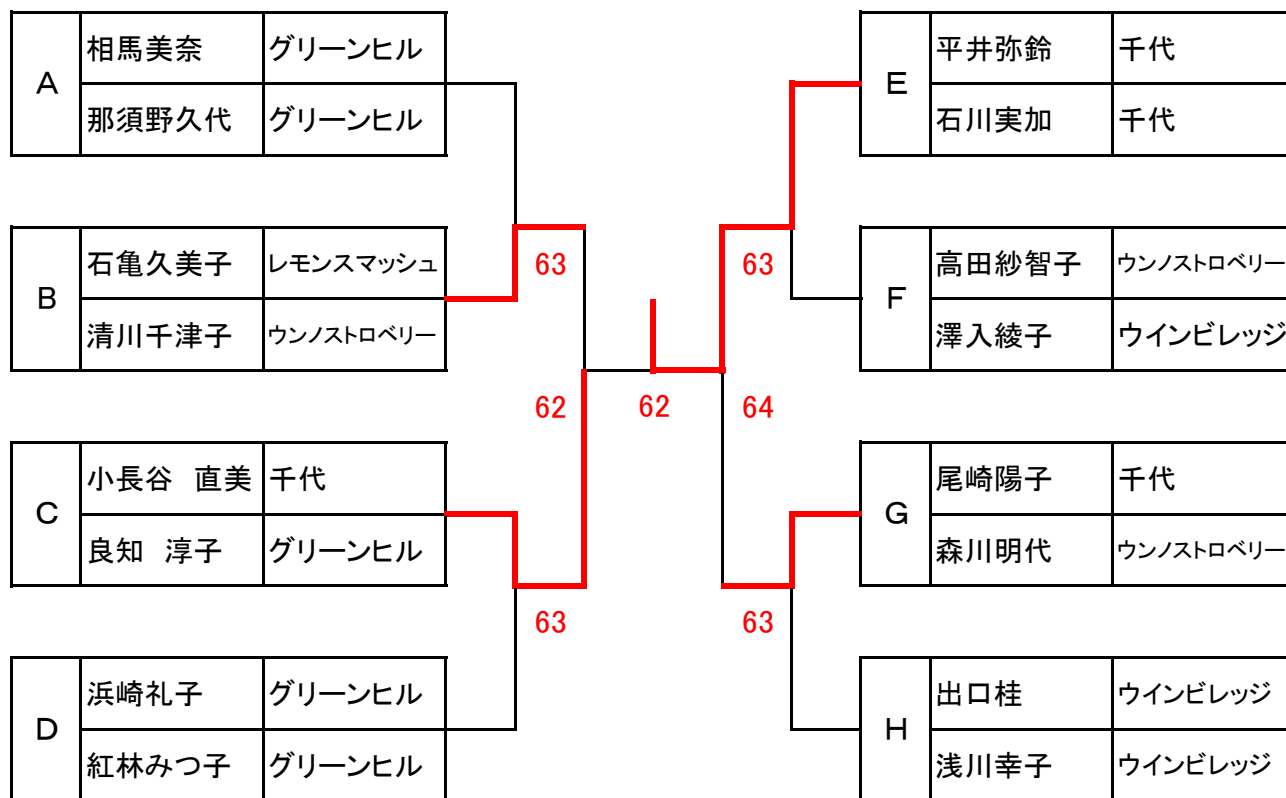 A
相馬美奈 グリーンヒル
那須野久代 グリーンヒル
B
石亀久美子 レモンスマッシュ
清川千津子 ウンノストロベリー
C
小長谷　直美 千代
良知　淳子 グリーンヒル
D
浜崎礼子 グリーンヒル
紅林みつ子 グリーンヒル
63
62
63
62
63
64
63
E
平井弥鈴 千代
石川実加 千代
F
高田紗智子 ウンノストロベリー
澤入綾子 ウインビレッジ
G
尾崎陽子 千代
森川明代 ウンノストロベリー
H
出口桂 ウインビレッジ
浅川幸子 ウインビレッジ